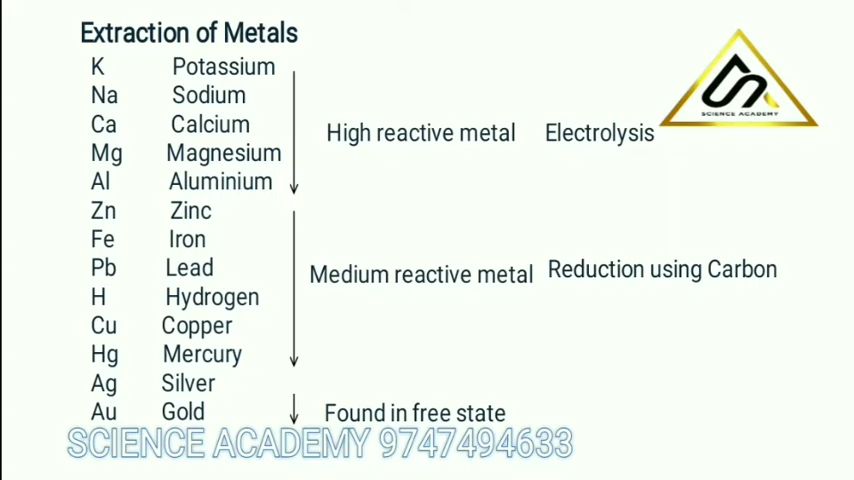 Extraction of Metals
K Potassium
Na Sodium
Ca Calcium
Mg Magnesium
Al Aluminium
Zn Zinc
Fe Iron
Pb Lead
H Hydrogen
Cu Copper
Hg Mercury
Ag Silver
Au Gold
High reactive metal Electrolysis
Medium reactive metal Reduction using Carbon
Found in free state
SCIENCE ACADEMY
SCIENCE ACADEMY 9747494633